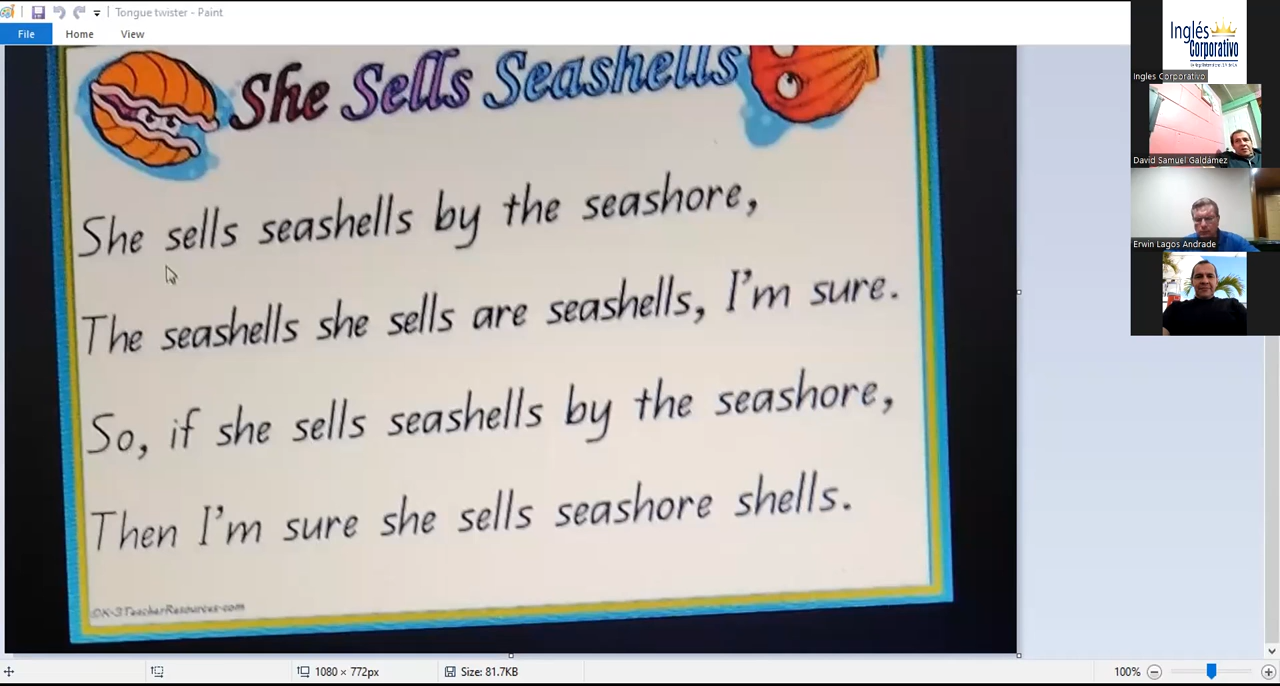 Tongue twister - Paint
File Home View
She Sells Seashells
She sells seashells by the seashore,
The seashells she sells are seashells, I'm sure.
So, if she sells seashells by the seashore,
Then I'm sure she sells seashore shells.
©K-3TeacherResources.com
Inglés
Corporativo
Ingles Corporativo
David Samuel Galdámez
Erwin Lagos Andrade
1080 × 772px
Size: 81.7KB
100%